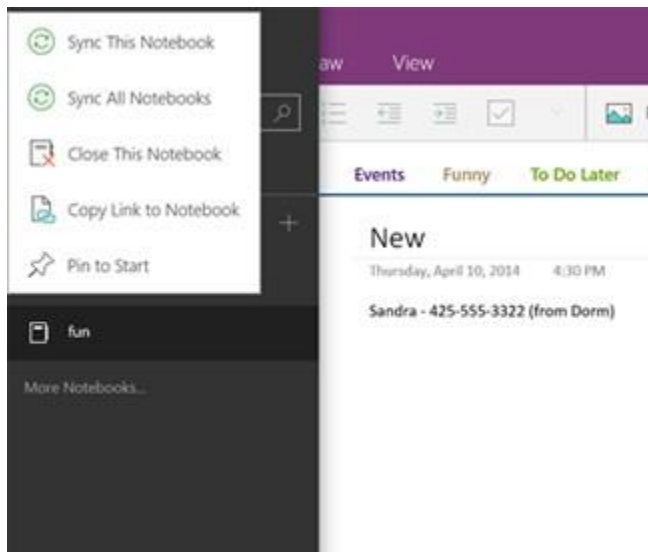 Sync This Notebook
Sync All Notebooks
Close This Notebook
Copy Link to Notebook
Pin to Start
fun
More Notebooks...
aw View
Events Funny To Do Later
New
Thursday, April 10, 2014 4:30 PM
Sandra - 425-555-3322 (from Dorm)